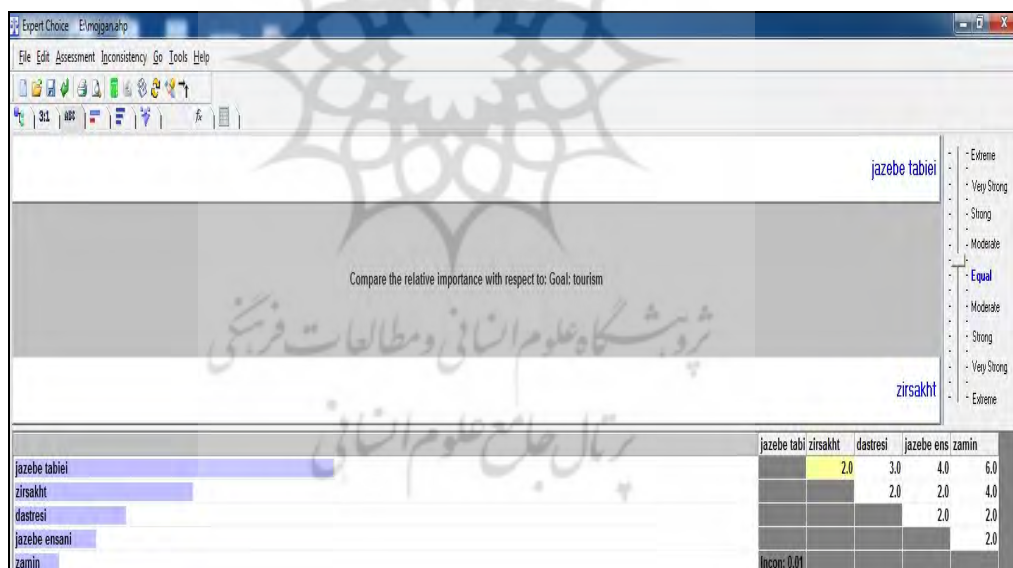 Expert Choice E:\mojgan.ahp
File Edit Assessment Inconsistency Go Tools Help
3:1 ABC fx
jazebe tabiei
Extreme
Very Strong
Strong
Moderate
Equal
Moderate
Strong
Very Strong
Extreme
Compare the relative importance with respect to: Goal: tourism
پژوهشگاه علوم انسانی و مطالعات فرهنگی
zirsakht
پرتال جامع علوم انسانی
jazebe tabi zirsakht dastresi jazebe ens zamin
jazebe tabiei 2.0 3.0 4.0 6.0
zirsakht 2.0 2.0 4.0
dastresi 2.0 2.0
jazebe ensani 2.0
zamin Incon: 0.01